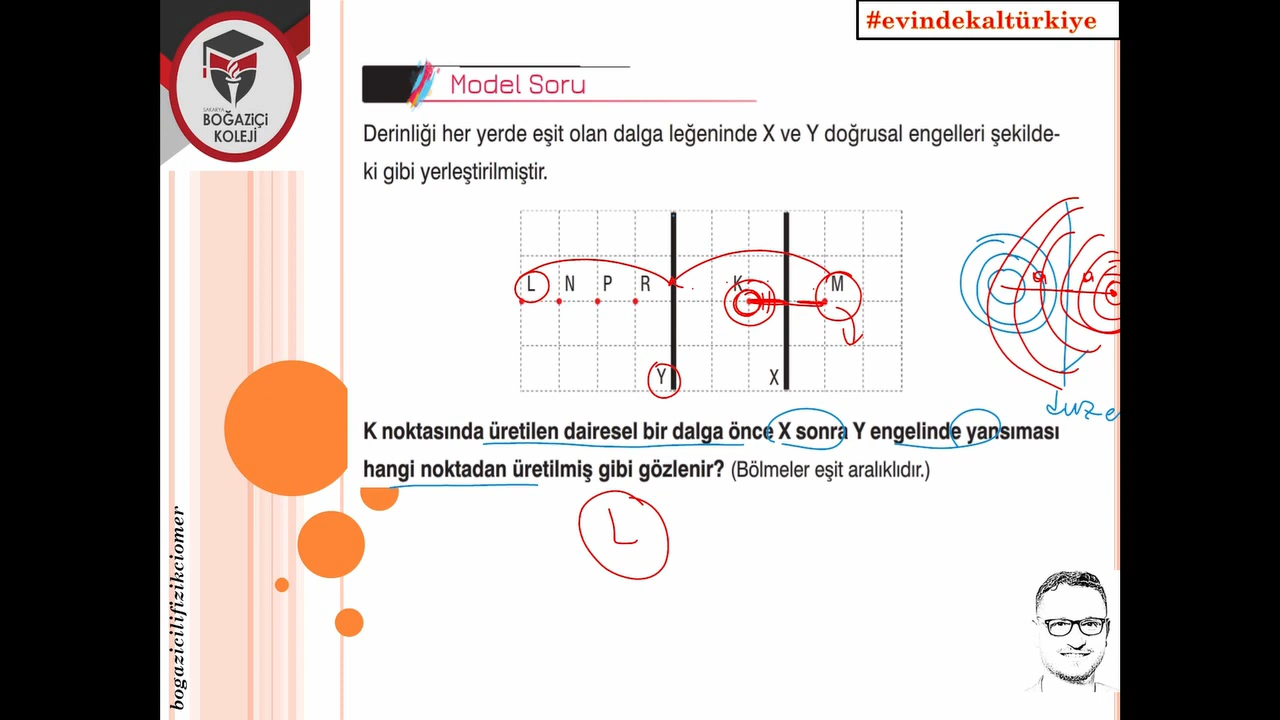 #evindekaltürkiye
SAKARYA
BOĞAZİÇİ
KOLEJİ
Model Soru
Derinliği her yerde eşit olan dalga leğeninde X ve Y doğrusal engelleri şekilde-
ki gibi yerleştirilmiştir.
L N P R K M
a a
Y X
düze
K noktasında üretilen dairesel bir dalga önce X sonra Y engelinde yansıması
hangi noktadan üretilmiş gibi gözlenir? (Bölmeler eşit aralıklıdır.)
L
bogazicilifizikciomer